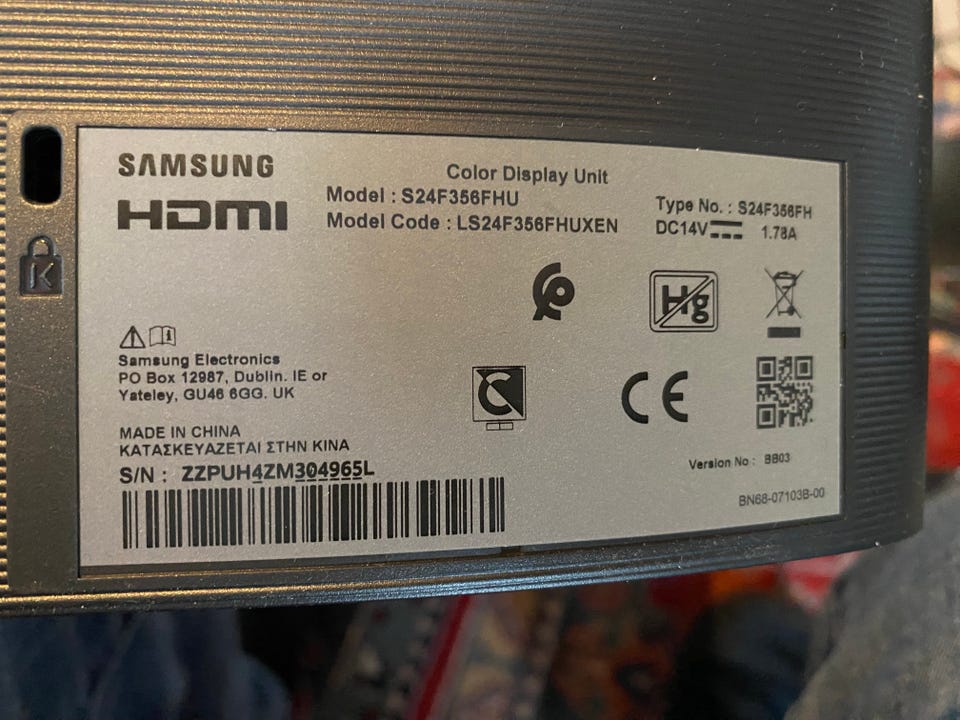 SAMSUNG
HDMI
Color Display Unit
Model : S24F356FHU
Model Code : LS24F356FHUXEN
Type No. : S24F356FH
DC14V 1.78A
K
Hg
Samsung Electronics
PO Box 12987, Dublin. IE or
Yateley, GU46 6GG. UK
CE
MADE IN CHINA
ΚΑΤΑΣΚΕΥΑΖΕΤΑΙ ΣΤΗΝ ΚΙΝΑ
S/N : ZZPUH4ZM304965L
Version No : BB03
BN68-07103B-00